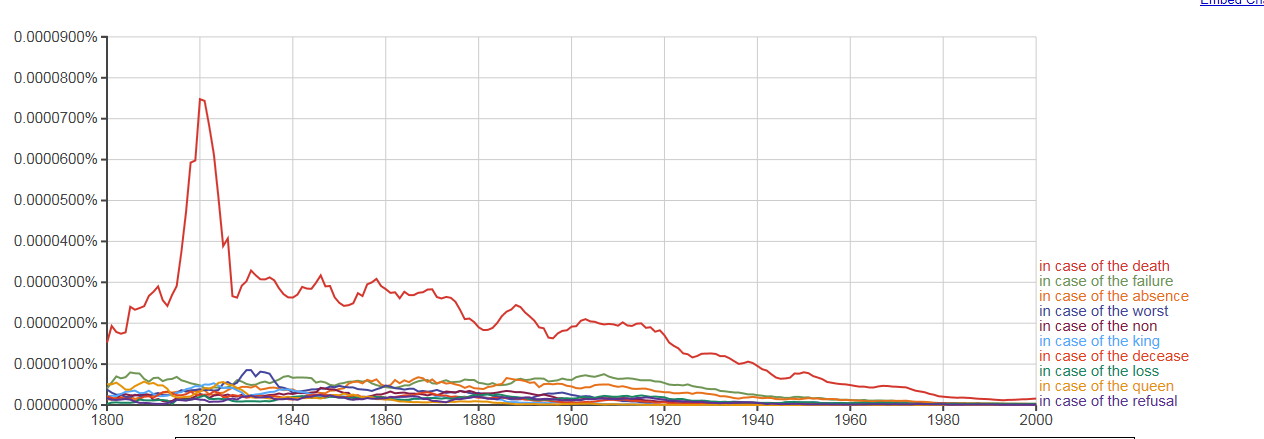 0.0000900%
0.0000800%
0.0000700%
0.0000600%
0.0000500%
0.0000400%
0.0000300%
0.0000200%
0.0000100%
0.0000000%
1800 1820 1840 1860 1880 1900 1920 1940 1960 1980 2000
in case of the death
in case of the failure
in case of the absence
in case of the worst
in case of the non
in case of the king
in case of the decease
in case of the loss
in case of the queen
in case of the refusal